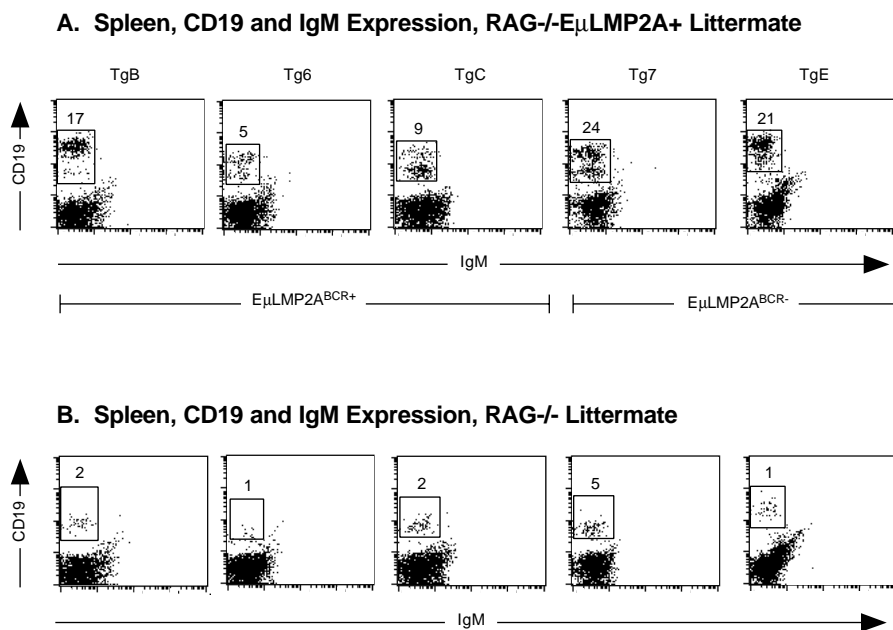 A. Spleen, CD19 and IgM Expression, RAG-/-EμLMP2A+ Littermate
TgB Tg6 TgC Tg7 TgE
17 5 9 24 21
CD19
IgM
EμLMP2ABCR+ EμLMP2ABCR-
B. Spleen, CD19 and IgM Expression, RAG-/- Littermate
2 1 2 5 1
CD19
IgM